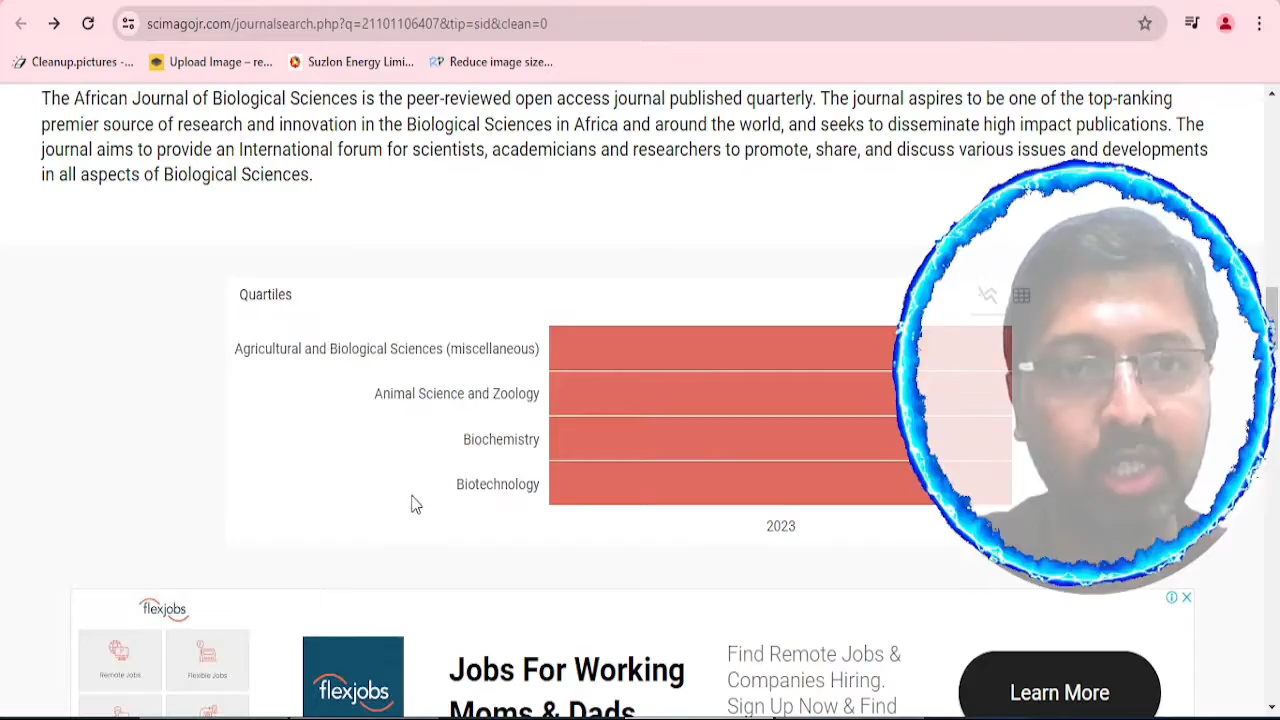 scimagojr.com/journalsearch.php?q=21101106407&tip=sid&clean=0
Cleanup.pictures -... Upload Image – re... Suzlon Energy Limi... Reduce image size...
The African Journal of Biological Sciences is the peer-reviewed open access journal published quarterly. The journal aspires to be one of the top-ranking
premier source of research and innovation in the Biological Sciences in Africa and around the world, and seeks to disseminate high impact publications. The
journal aims to provide an International forum for scientists, academicians and researchers to promote, share, and discuss various issues and developments
in all aspects of Biological Sciences.
Quartiles
Agricultural and Biological Sciences (miscellaneous)
Animal Science and Zoology
Biochemistry
Biotechnology
2023
flexjobs
Remote Jobs Flexible Jobs
flexjobs
Jobs For Working
Moms & Dads
Find Remote Jobs &
Companies Hiring.
Sign Up Now & Find
Learn More